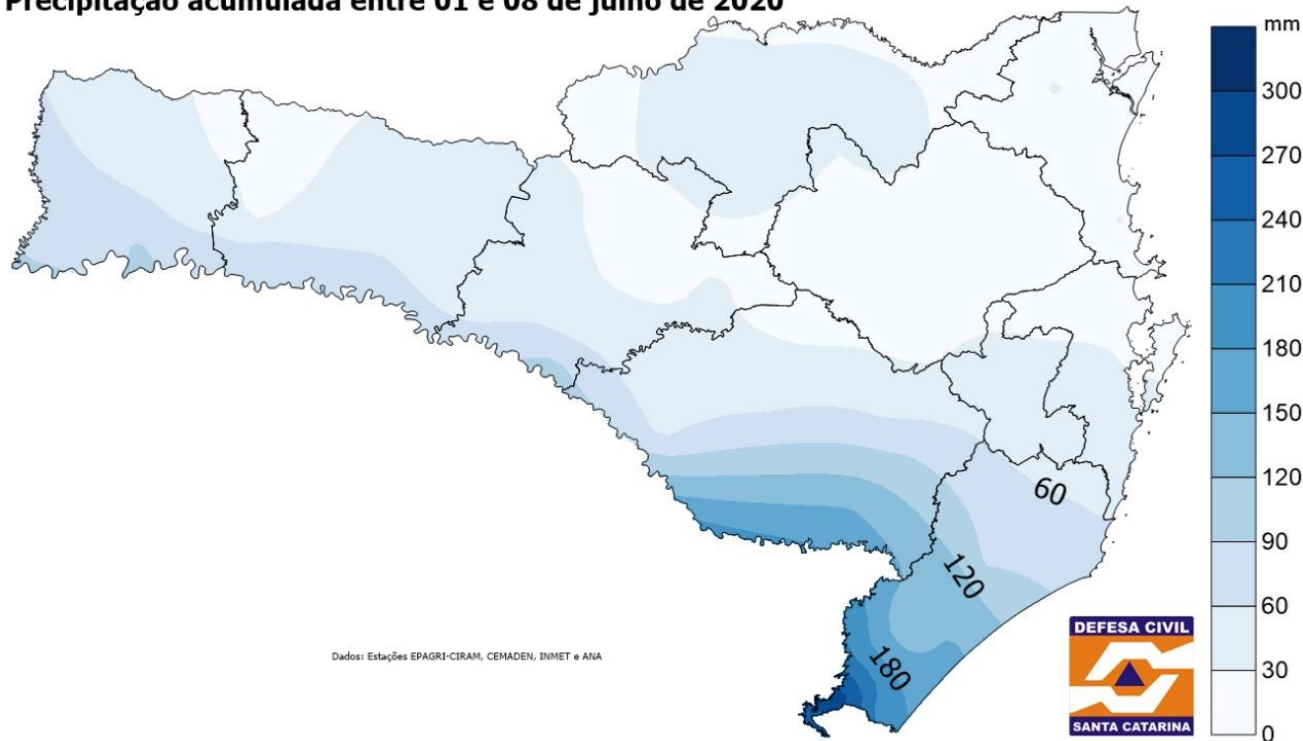 Precipitação acumulada entre 01 e 08 de julho de 2020
mm
300
270
240
210
180
150
120
90
60
30
0
60
120
180
Dados: Estações EPAGRI-CIRAM, CEMADEN, INMET e ANA
DEFESA CIVIL
SANTA CATARINA